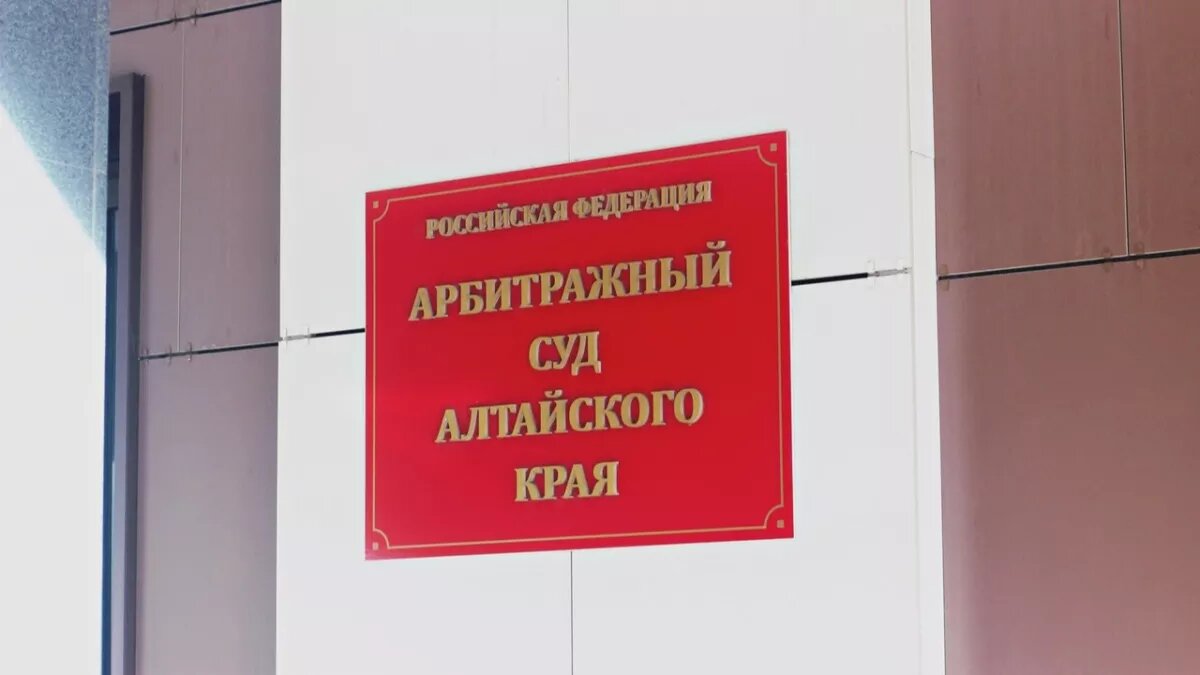 РОССИЙСКАЯ ФЕДЕРАЦИЯ
АРБИТРАЖНЫЙ
СУД
АЛТАЙСКОГО
КРАЯ